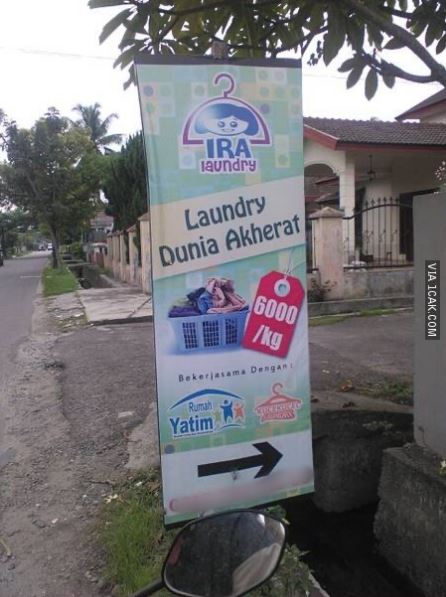 IRA
laundry
Laundry
Dunia Akherat
6000
/kg
Bekerjasama Dengan :
Rumah
Yatim
VIA 1CAK.COM